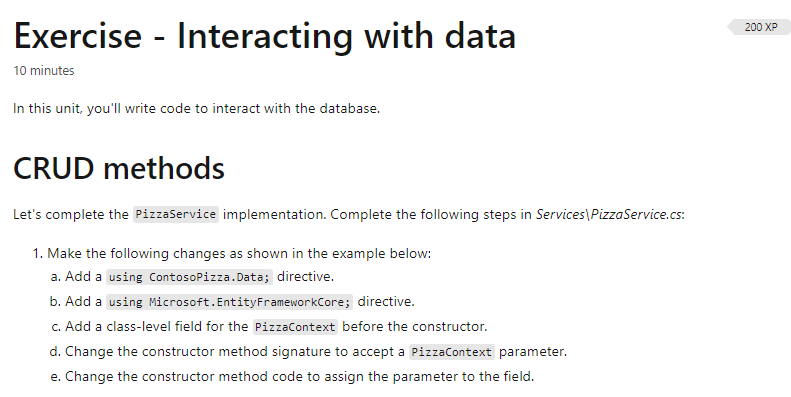 Exercise - Interacting with data
200 XP
10 minutes
In this unit, you'll write code to interact with the database.
CRUD methods
Let's complete the PizzaService implementation. Complete the following steps in Services\PizzaService.cs:
1. Make the following changes as shown in the example below:
a. Add a using ContosoPizza.Data; directive.
b. Add a using Microsoft.EntityFrameworkCore; directive.
c. Add a class-level field for the PizzaContext before the constructor.
d. Change the constructor method signature to accept a PizzaContext parameter.
e. Change the constructor method code to assign the parameter to the field.